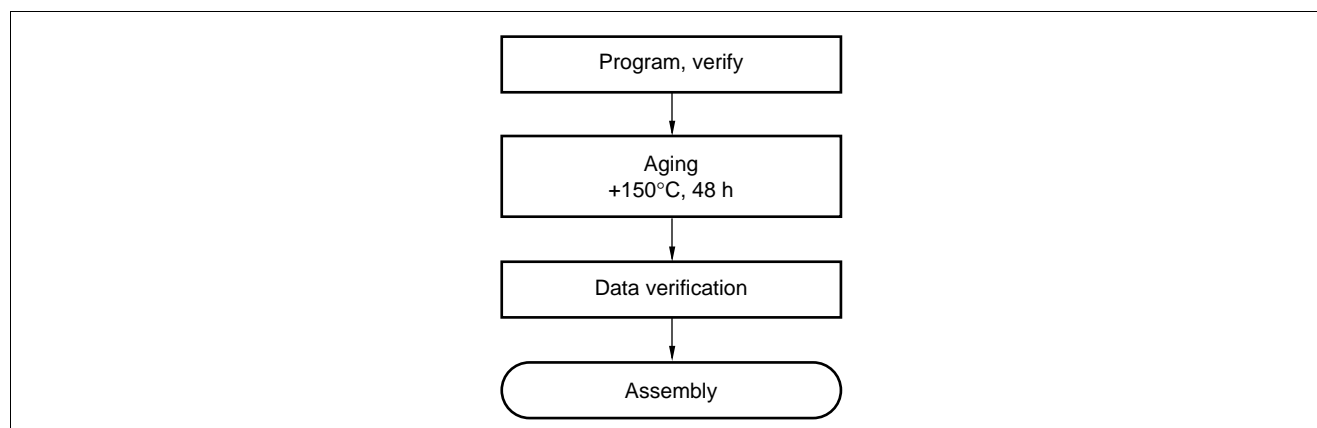 Program, verify
Aging
+150°C, 48 h
Data verification
Assembly